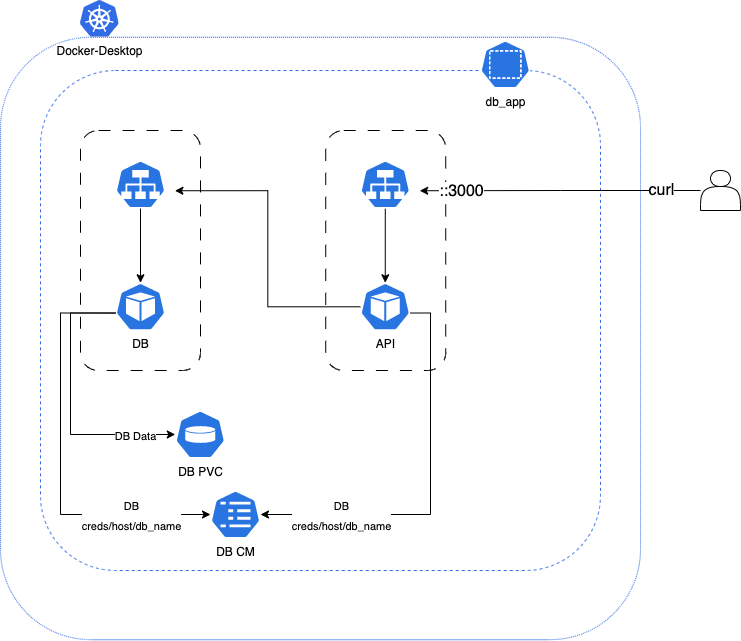 Docker-Desktop
db_app
::3000
curl
DB
API
DB Data
DB PVC
DB
creds/host/db_name
DB
creds/host/db_name
DB CM